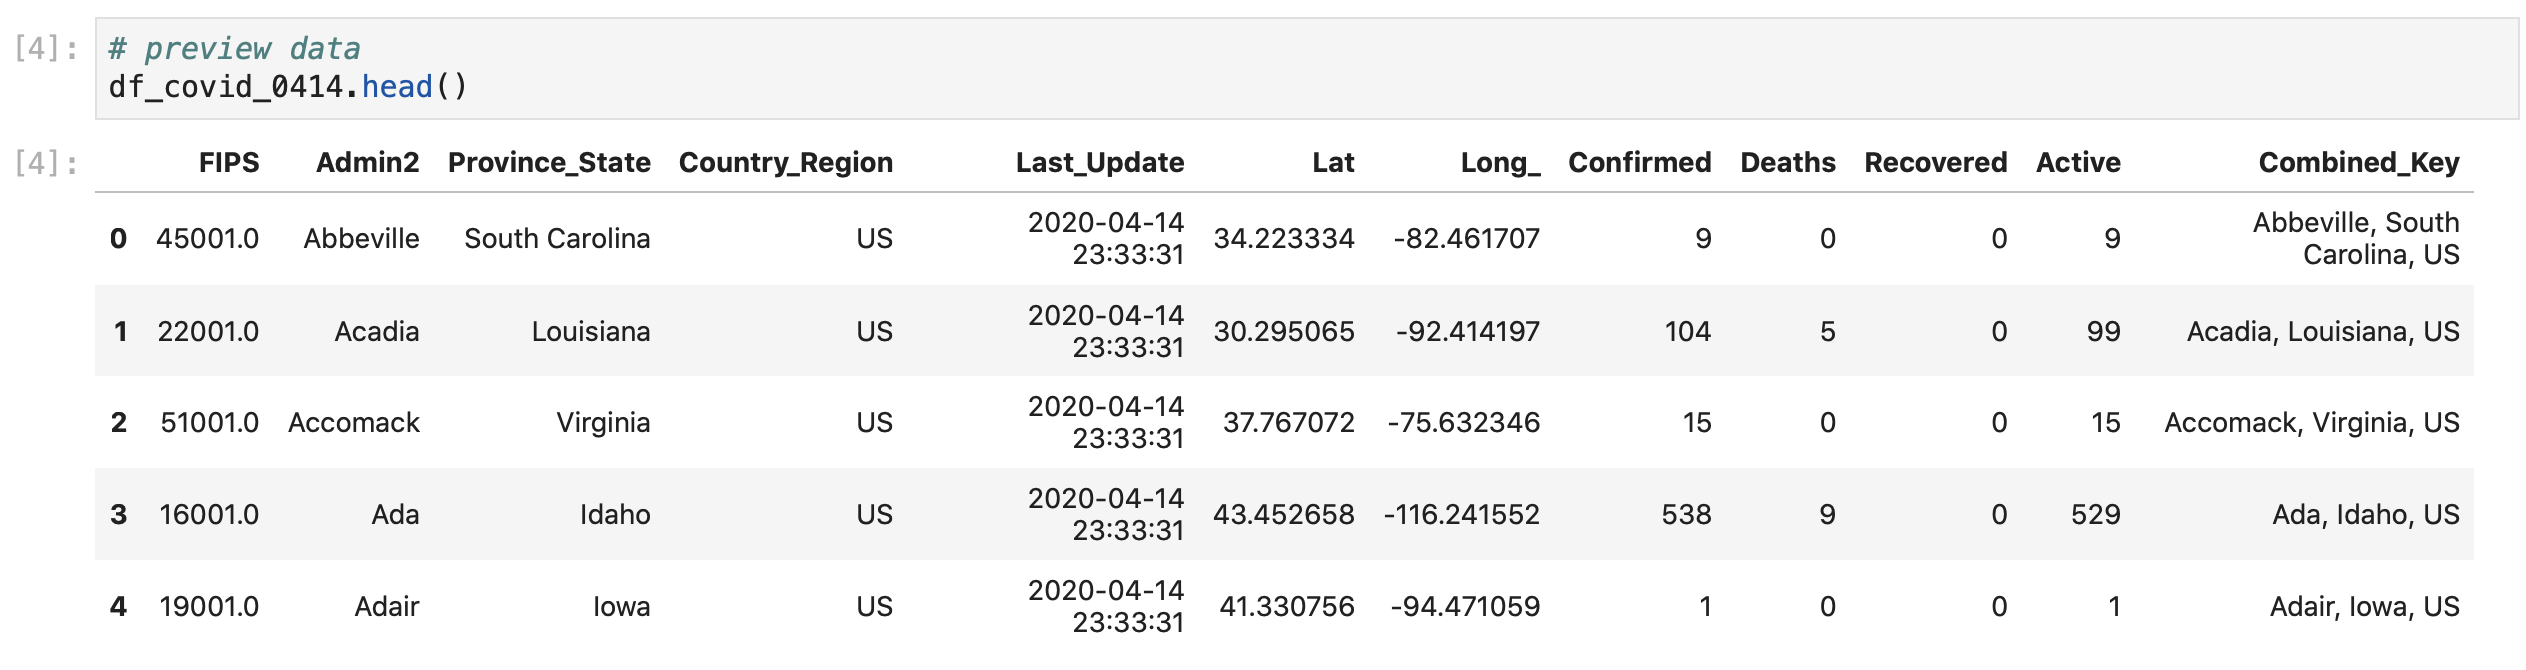 [4]: # preview data
df_covid_0414.head()
[4]: FIPS Admin2 Province_State Country_Region Last_Update Lat Long_ Confirmed Deaths Recovered Active Combined_Key
0 45001.0 Abbeville South Carolina US 2020-04-14 23:33:31 34.223334 -82.461707 9 0 0 9 Abbeville, South Carolina, US
1 22001.0 Acadia Louisiana US 2020-04-14 23:33:31 30.295065 -92.414197 104 5 0 99 Acadia, Louisiana, US
2 51001.0 Accomack Virginia US 2020-04-14 23:33:31 37.767072 -75.632346 15 0 0 15 Accomack, Virginia, US
3 16001.0 Ada Idaho US 2020-04-14 23:33:31 43.452658 -116.241552 538 9 0 529 Ada, Idaho, US
4 19001.0 Adair Iowa US 2020-04-14 23:33:31 41.330756 -94.471059 1 0 0 1 Adair, Iowa, US